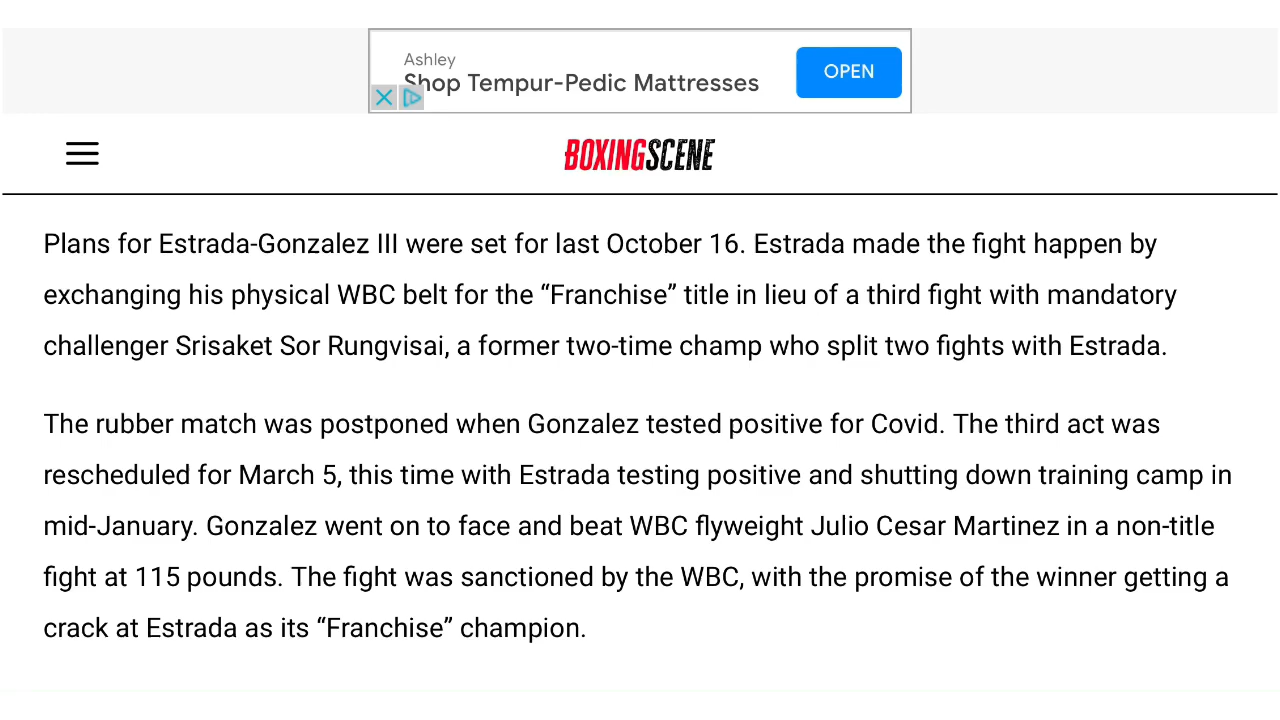 Ashley
Shop Tempur-Pedic Mattresses
OPEN
BOXINGSCENE
Plans for Estrada-Gonzalez III were set for last October 16. Estrada made the fight happen by
exchanging his physical WBC belt for the “Franchise” title in lieu of a third fight with mandatory
challenger Srisaket Sor Rungvisai, a former two-time champ who split two fights with Estrada.
The rubber match was postponed when Gonzalez tested positive for Covid. The third act was
rescheduled for March 5, this time with Estrada testing positive and shutting down training camp in
mid-January. Gonzalez went on to face and beat WBC flyweight Julio Cesar Martinez in a non-title
fight at 115 pounds. The fight was sanctioned by the WBC, with the promise of the winner getting a
crack at Estrada as its “Franchise” champion.